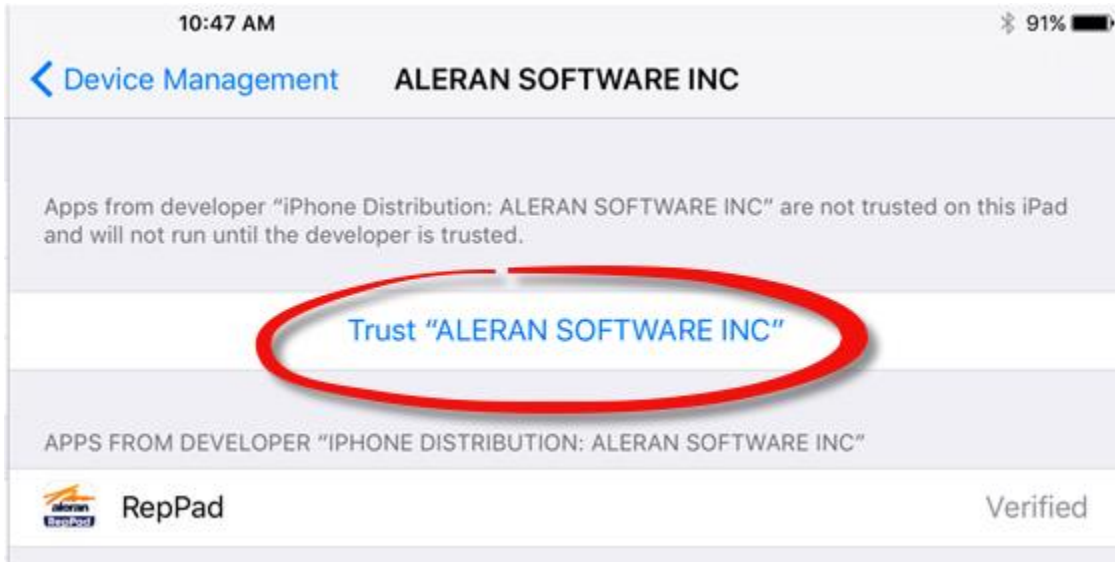 10:47 AM 91%
Device Management ALERAN SOFTWARE INC
Apps from developer “iPhone Distribution: ALERAN SOFTWARE INC” are not trusted on this iPad
and will not run until the developer is trusted.
Trust “ALERAN SOFTWARE INC”
APPS FROM DEVELOPER “IPHONE DISTRIBUTION: ALERAN SOFTWARE INC”
aleran
RepPad
RepPad Verified